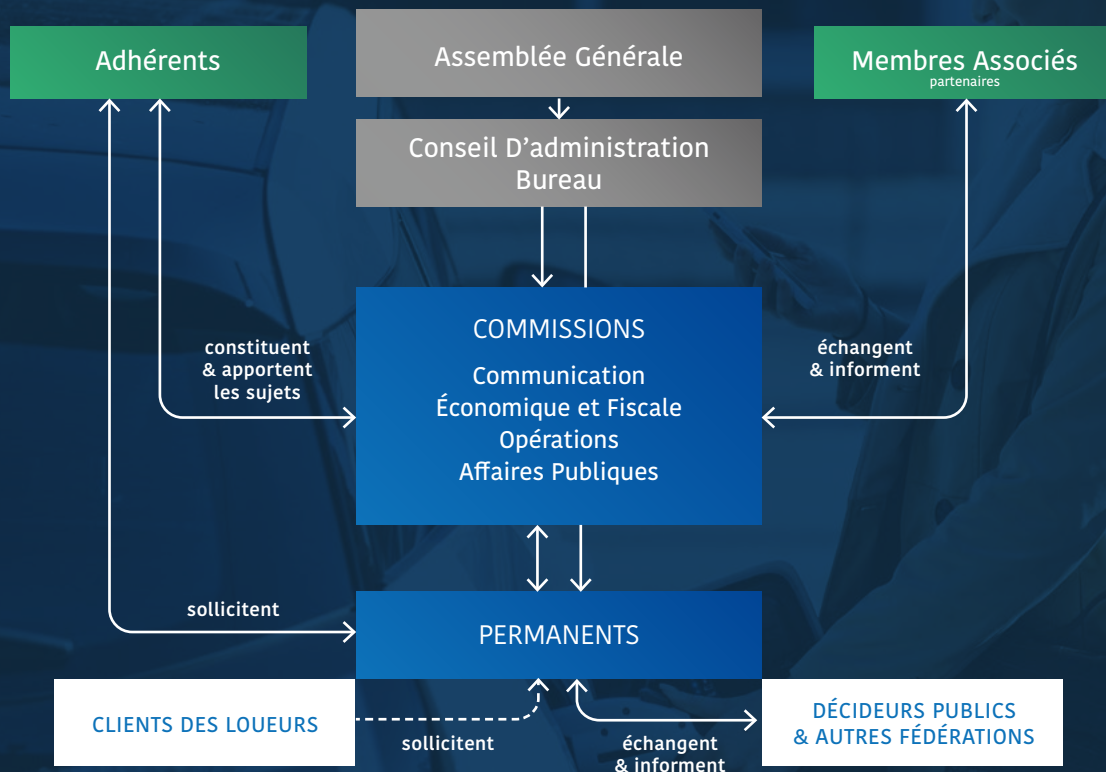 Adhérents
Assemblée Générale
Membres Associés
partenaires
Conseil D’administration
Bureau
COMMISSIONS
Communication
Économique et Fiscale
Opérations
Affaires Publiques
constituent
& apportent
les sujets
échangent
& informent
sollicitent
PERMANENTS
CLIENTS DES LOUEURS
sollicitent
échangent
& informent
DÉCIDEURS PUBLICS
& AUTRES FÉDÉRATIONS